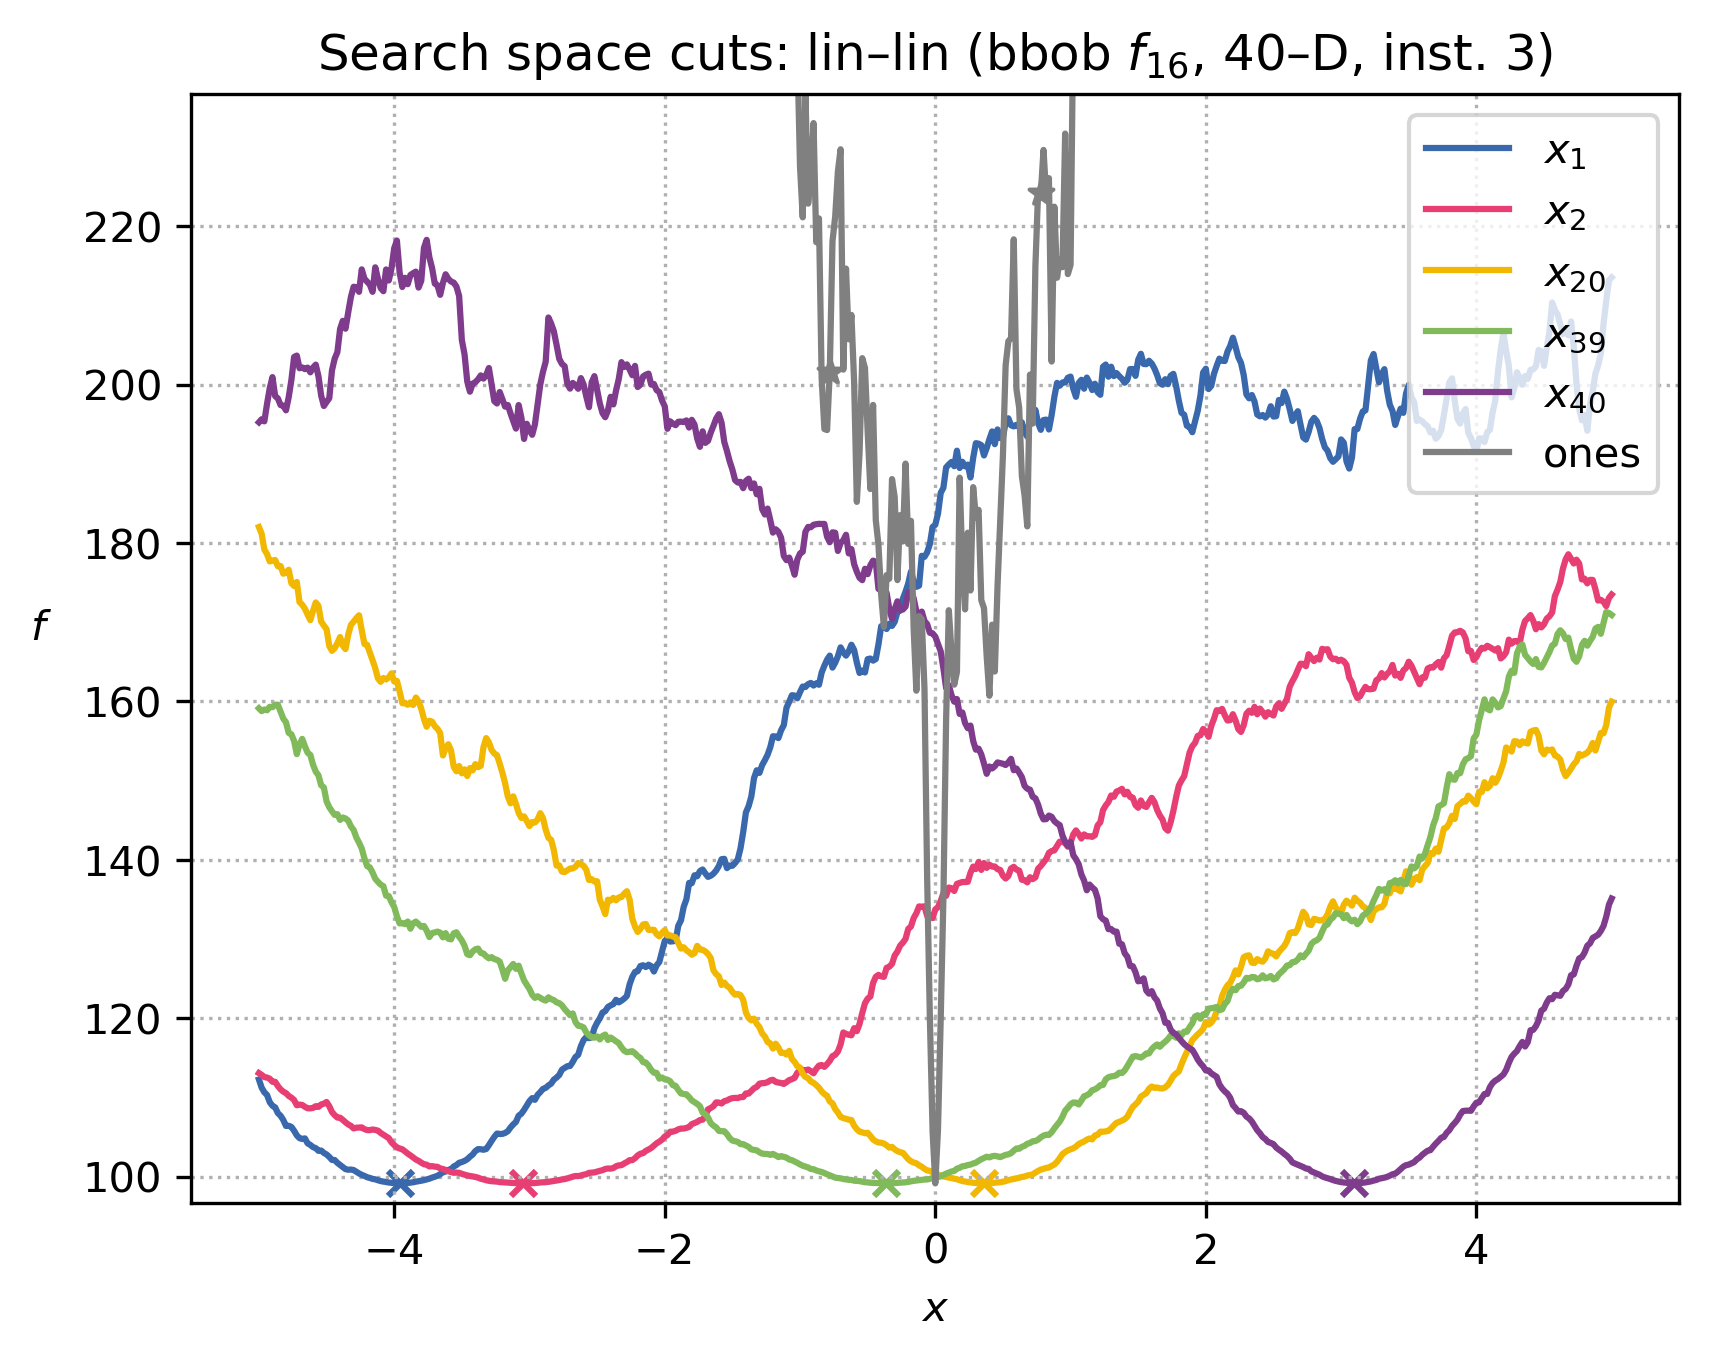 Search space cuts: lin–lin (bbob f₁₆, 40–D, inst. 3)
x₁
x₂
x₂₀
x₃₉
x₄₀
ones
220
200
180
160
140
120
100
f
−4 −2 0 2 4
x